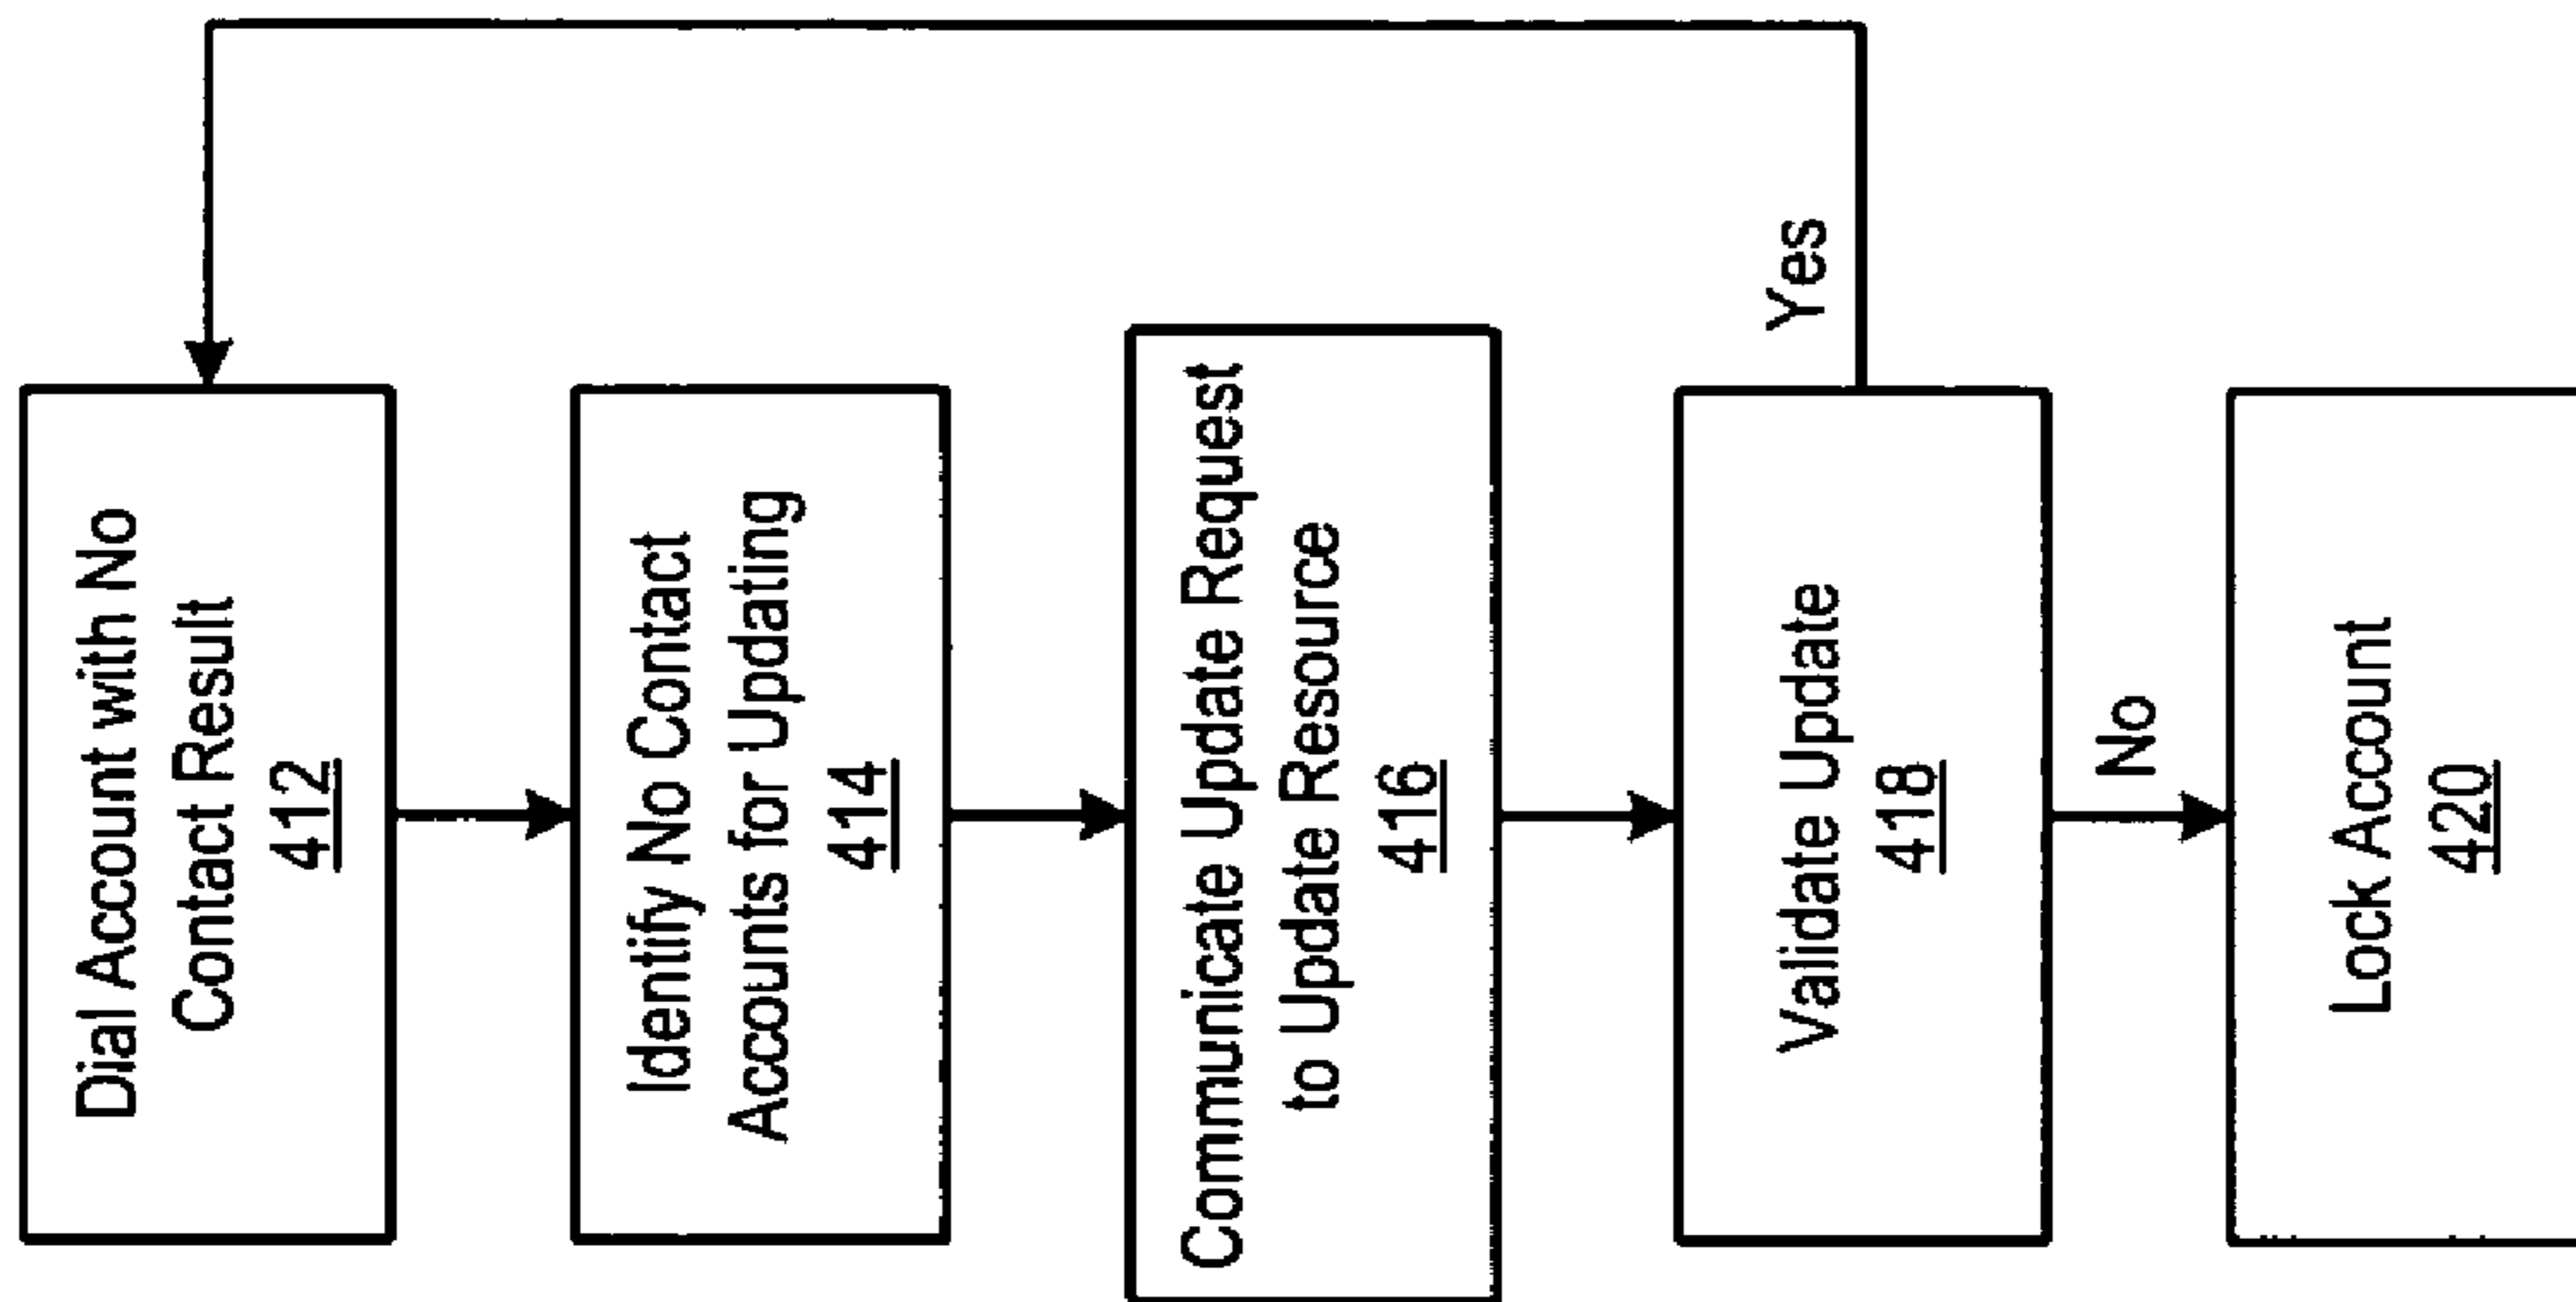 Dial Account with No
Contact Result
412
Identify No Contact
Accounts for Updating
414
Communicate Update Request
to Update Resource
416
Validate Update
418
Yes
No
Lock Account
420